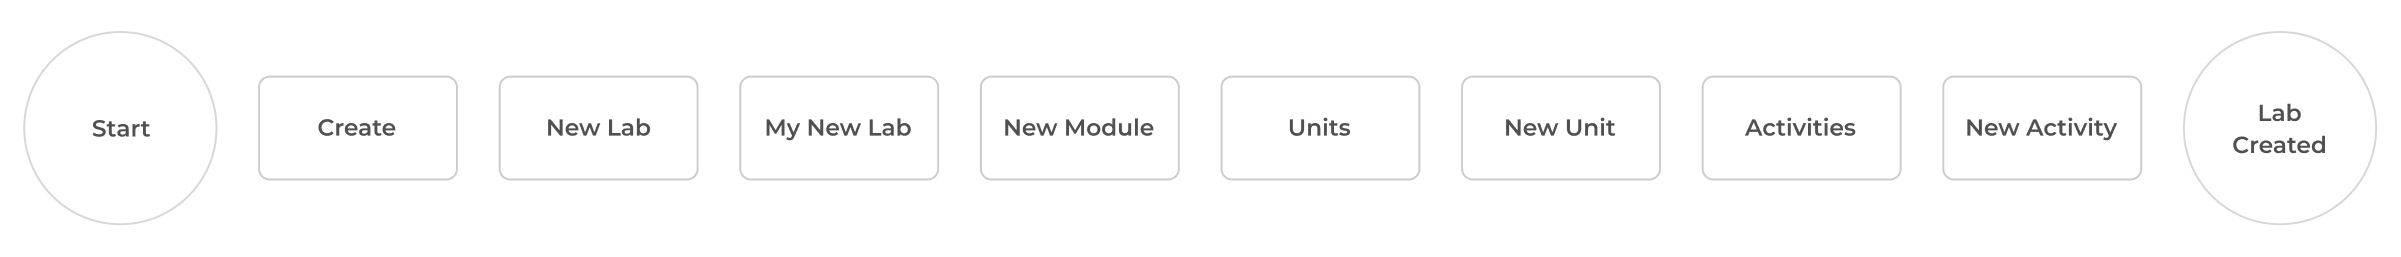 Start
Create
New Lab
My New Lab
New Module
Units
New Unit
Activities
New Activity
Lab
Created